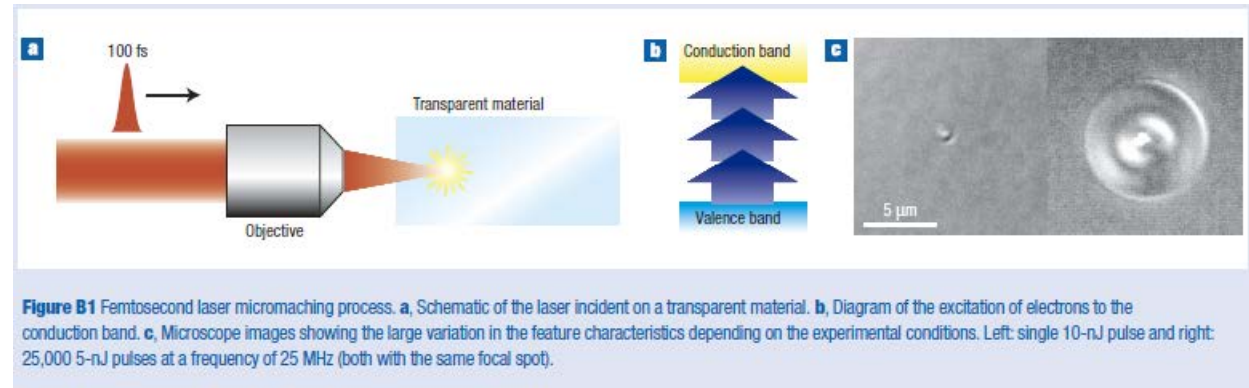 a
100 fs
Transparent material
Objective
b
Conduction band
Valence band
c
5 μm
Figure B1 Femtosecond laser micromaching process. a, Schematic of the laser incident on a transparent material. b, Diagram of the excitation of electrons to the
conduction band. c, Microscope images showing the large variation in the feature characteristics depending on the experimental conditions. Left: single 10-nJ pulse and right:
25,000 5-nJ pulses at a frequency of 25 MHz (both with the same focal spot).